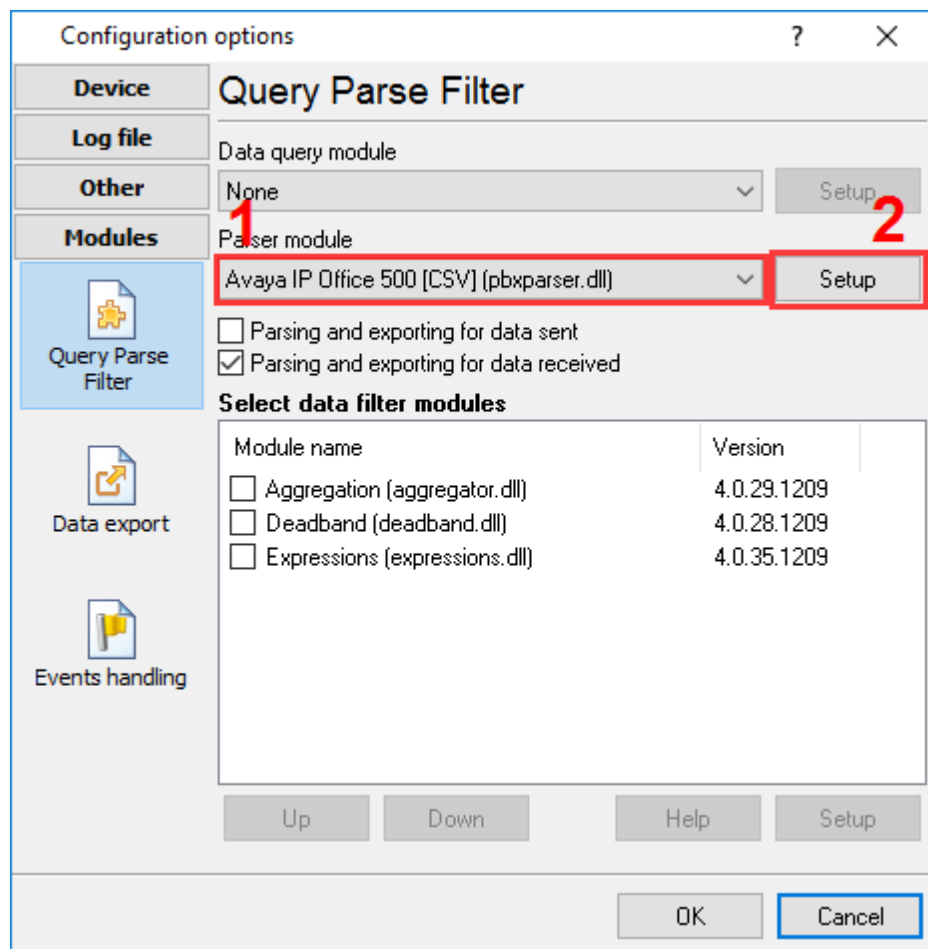 Configuration options
?
Device
Log file
Other
Modules
Query Parse
Filter
Data export
Events handling
Query Parse Filter
Data query module
None
Setup
1
2
Parser module
Avaya IP Office 500 [CSV] (pbxparser.dll)
Setup
Parsing and exporting for data sent
Parsing and exporting for data received
Select data filter modules
Module name Version
Aggregation (aggregator.dll) 4.0.29.1209
Deadband (deadband.dll) 4.0.28.1209
Expressions (expressions.dll) 4.0.35.1209
Up Down Help Setup
OK Cancel